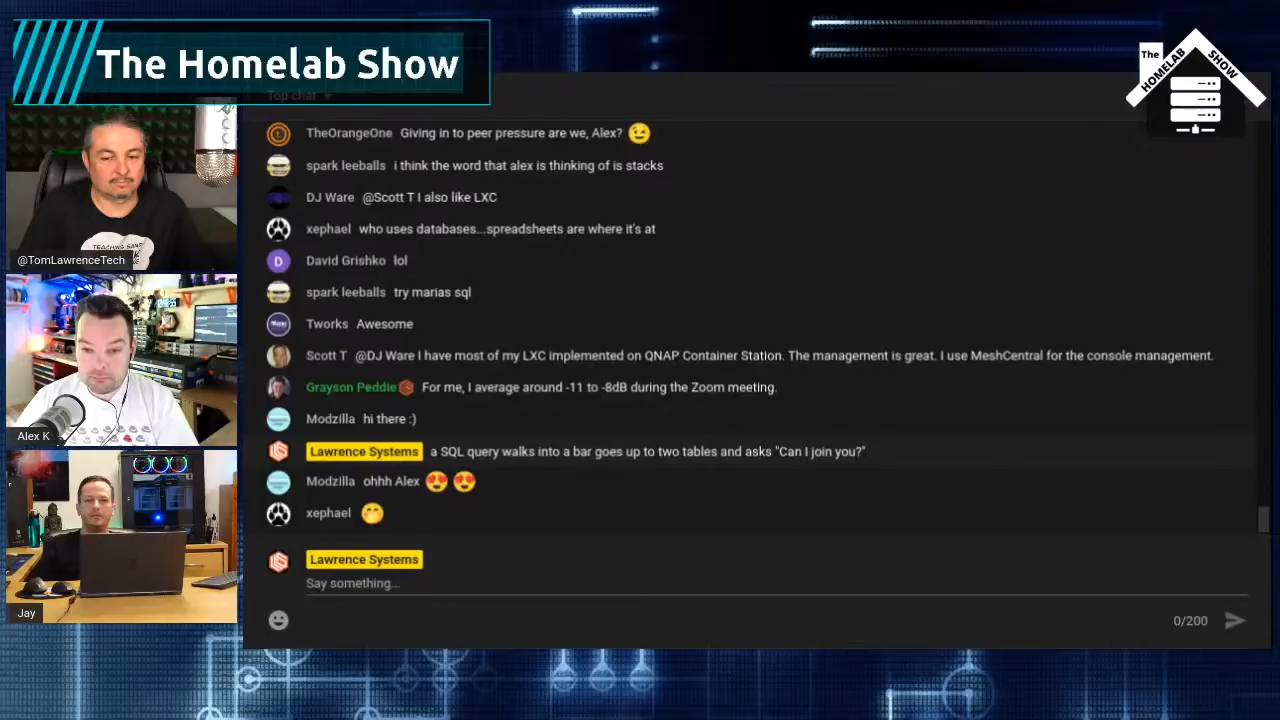 The Homelab Show
The
HOMELAB
SHOW
Top chat
TheOrangeOne Giving in to peer pressure are we, Alex?
spark leeballs i think the word that alex is thinking of is stacks
DJ Ware @Scott T I also like LXC
xephael who uses databases...spreadsheets are where it's at
David Grishko lol
spark leeballs try marias sql
Tworks Awesome
Scott T @DJ Ware I have most of my LXC implemented on QNAP Container Station. The management is great. I use MeshCentral for the console management.
Grayson Peddie For me, I average around -11 to -8dB during the Zoom meeting.
Modzilla hi there :)
Lawrence Systems a SQL query walks into a bar goes up to two tables and asks "Can I join you?"
Modzilla ohhh Alex
xephael
Lawrence Systems
Say something...
0/200
TEACHING SAND
@TomLawrenceTech
Alex K
Jay
D